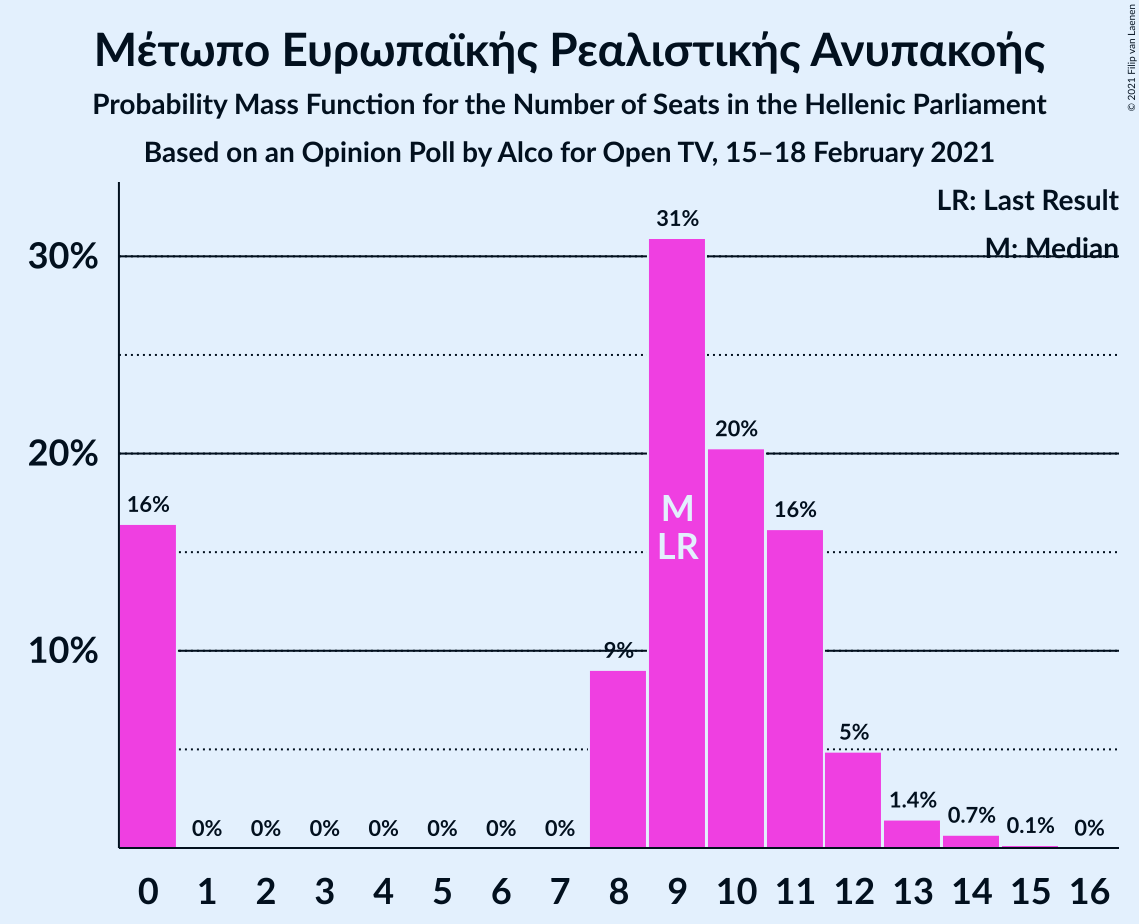 Μέτωπο Ευρωπαϊκής Ρεαλιστικής Ανυπακοής
Probability Mass Function for the Number of Seats in the Hellenic Parliament
Based on an Opinion Poll by Alco for Open TV, 15–18 February 2021
© 2021 Filip van Laenen
LR: Last Result
M: Median
30%
20%
10%
16%
0%
0%
0%
0%
0%
0%
0%
9%
31%
20%
16%
5%
1.4%
0.7%
0.1%
0%
M
LR
0 1 2 3 4 5 6 7 8 9 10 11 12 13 14 15 16